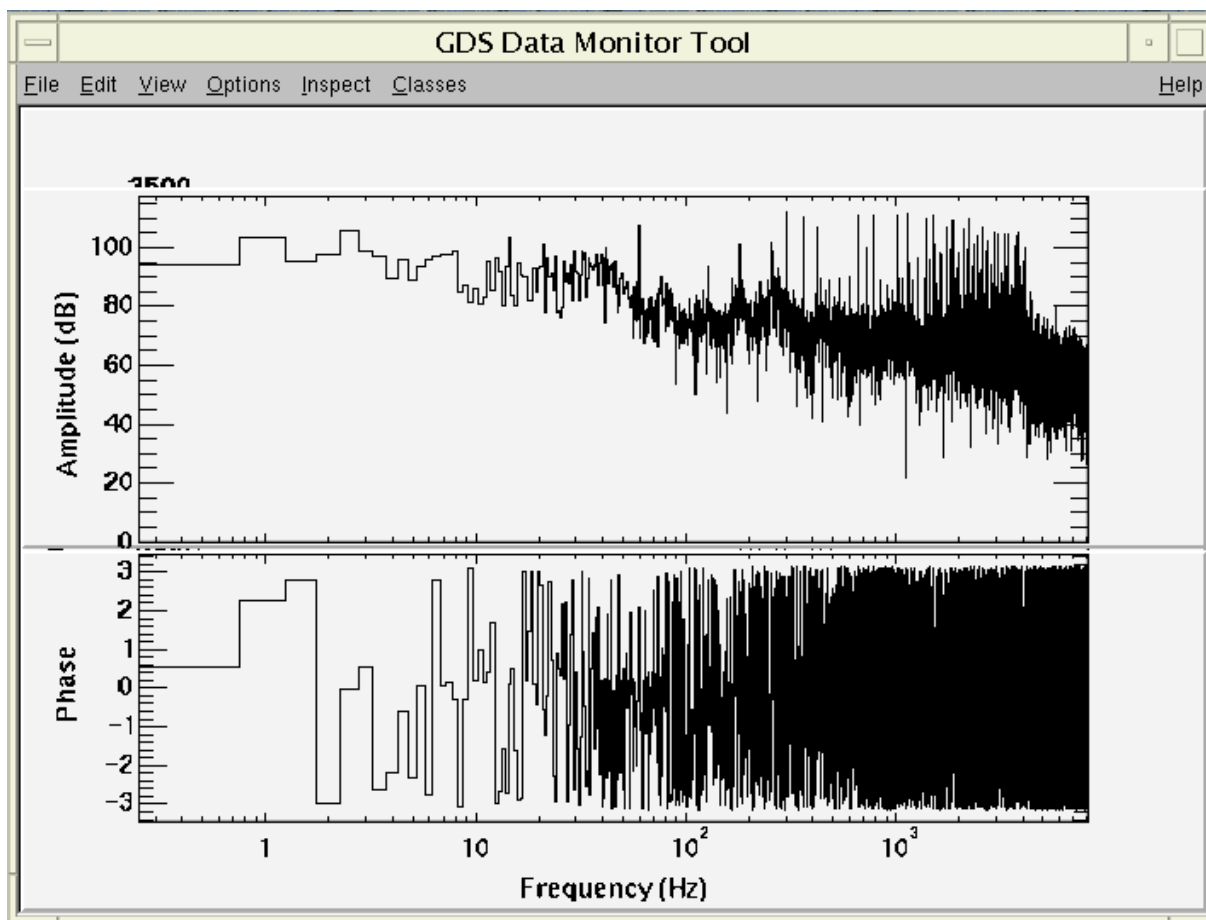 GDS Data Monitor Tool
File Edit View Options Inspect Classes Help
3500
100
80
60
40
20
0
Amplitude (dB)
3
2
1
0
−1
−2
−3
Phase
1 10 10² 10³
Frequency (Hz)